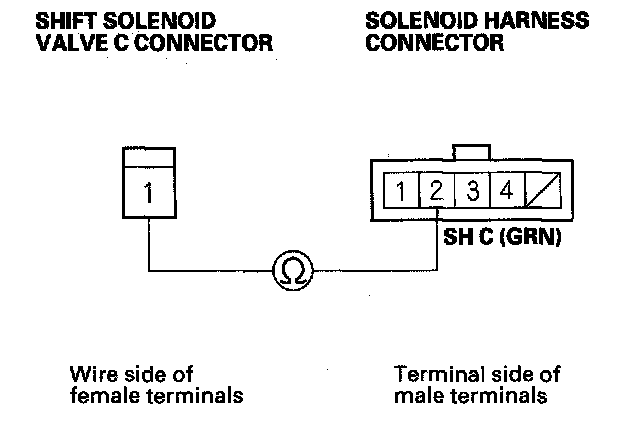 SHIFT SOLENOID
VALVE C CONNECTOR
SOLENOID HARNESS
CONNECTOR
1
1 2 3 4
SH C (GRN)
Ω
Wire side of
female terminals
Terminal side of
male terminals